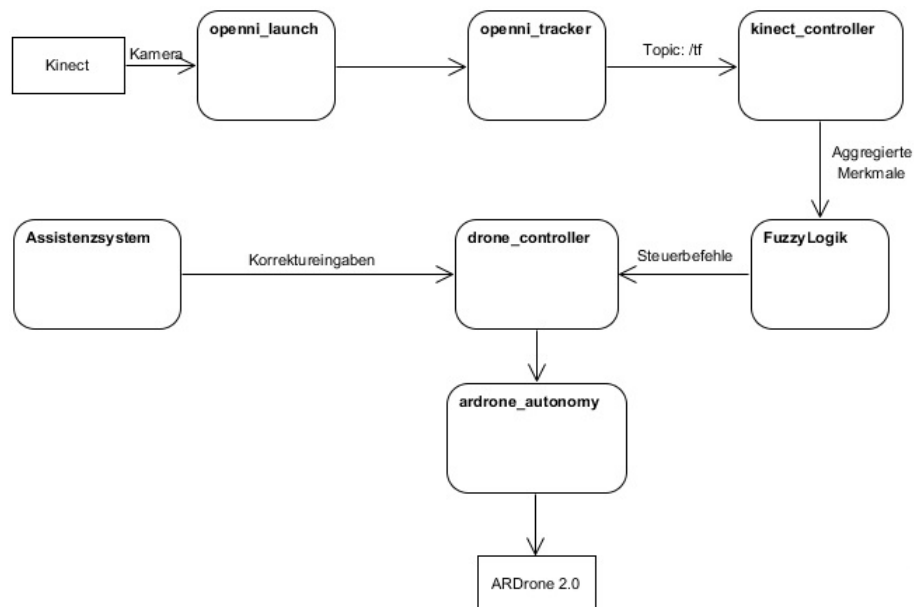 openni_launch
openni_tracker
kinect_controller
Kinect
Kamera
Topic: /tf
Aggregierte
Merkmale
Assistenzsystem
Korrektureingaben
drone_controller
Steuerbefehle
FuzzyLogik
ardrone_autonomy
ARDrone 2.0